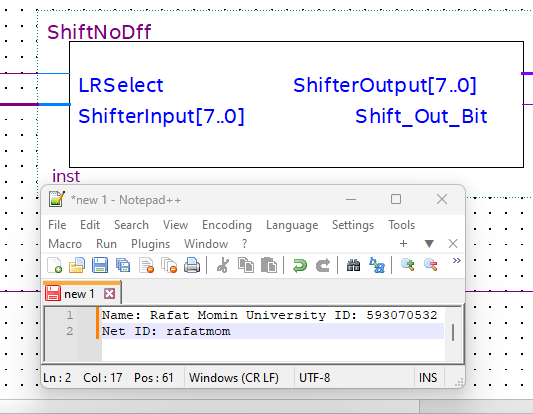 ShiftNoDff
LRSelect
ShifterOutput[7..0]
ShifterInput[7..0]
Shift_Out_Bit
inst
*new 1 - Notepad++
File Edit Search View Encoding Language Settings Tools
Macro Run Plugins Window ?
new 1
1 Name: Rafat Momin University ID: 593070532
2 Net ID: rafatmom
Ln : 2 Col : 17 Pos : 61 Windows (CR LF) UTF-8 INS